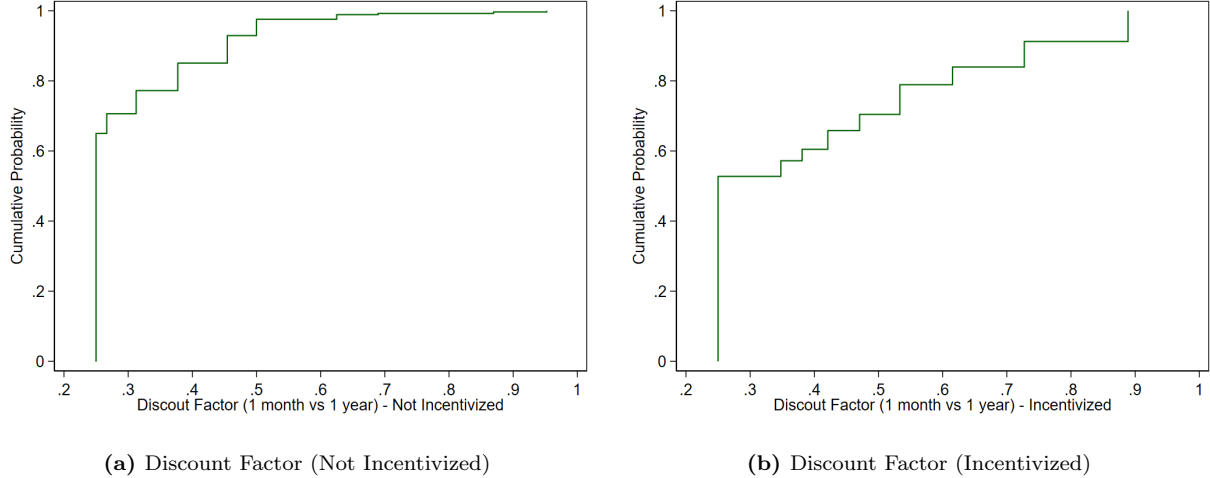 Cumulative Probability
1
.8
.6
.4
.2
0
.2 .3 .4 .5 .6 .7 .8 .9 1
Discout Factor (1 month vs 1 year) - Not Incentivized
(a) Discount Factor (Not Incentivized)
Cumulative Probability
1
.8
.6
.4
.2
0
.2 .3 .4 .5 .6 .7 .8 .9 1
Discout Factor (1 month vs 1 year) - Incentivized
(b) Discount Factor (Incentivized)